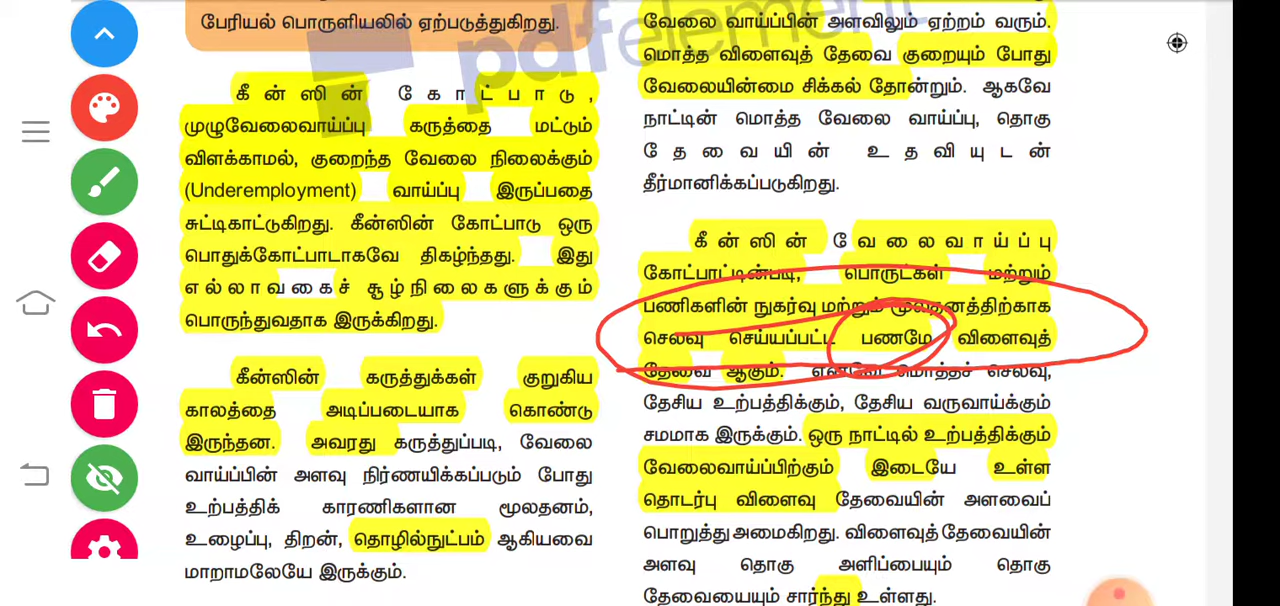 பேரியல் பொருளியலில் ஏற்படுத்துகிறது.
pdfelement
கீன்ஸின் கோட்பாடு,
முழுவேலைவாய்ப்பு கருத்தை மட்டும்
விளக்காமல், குறைந்த வேலை நிலைக்கும்
(Underemployment) வாய்ப்பு இருப்பதை
சுட்டிகாட்டுகிறது. கீன்ஸின் கோட்பாடு ஒரு
பொதுக்கோட்பாடாகவே திகழ்ந்தது. இது
எல்லாவகைச் சூழ்நிலைகளுக்கும்
பொருந்துவதாக இருக்கிறது.
கீன்ஸின் கருத்துக்கள் குறுகிய
காலத்தை அடிப்படையாக கொண்டு
இருந்தன. அவரது கருத்துப்படி, வேலை
வாய்ப்பின் அளவு நிர்ணயிக்கப்படும் போது
உற்பத்திக் காரணிகளான மூலதனம்,
உழைப்பு, திறன், தொழில்நுட்பம் ஆகியவை
மாறாமலேயே இருக்கும்.
வேலை வாய்ப்பின் அளவிலும் ஏற்றம் வரும்.
மொத்த விளைவுத் தேவை குறையும் போது
வேலையின்மை சிக்கல் தோன்றும். ஆகவே
நாட்டின் மொத்த வேலை வாய்ப்பு, தொகு
தேவையின் உதவியுடன்
தீர்மானிக்கப்படுகிறது.
கீன்ஸின் வேலைவாய்ப்பு
கோட்பாட்டின்படி, பொருட்கள் மற்றும்
பணிகளின் நுகர்வு மற்றும் மூலதனத்திற்காக
செலவு செய்யப்பட்ட பணமே விளைவுத்
தேவை ஆகும். எனவே மொத்தச் செலவு,
தேசிய உற்பத்திக்கும், தேசிய வருவாய்க்கும்
சமமாக இருக்கும். ஒரு நாட்டில் உற்பத்திக்கும்
வேலைவாய்ப்பிற்கும் இடையே உள்ள
தொடர்பு விளைவு தேவையின் அளவைப்
பொறுத்து அமைகிறது. விளைவுத் தேவையின்
அளவு தொகு அளிப்பையும் தொகு
தேவையையும் சார்ந்து உள்ளது.